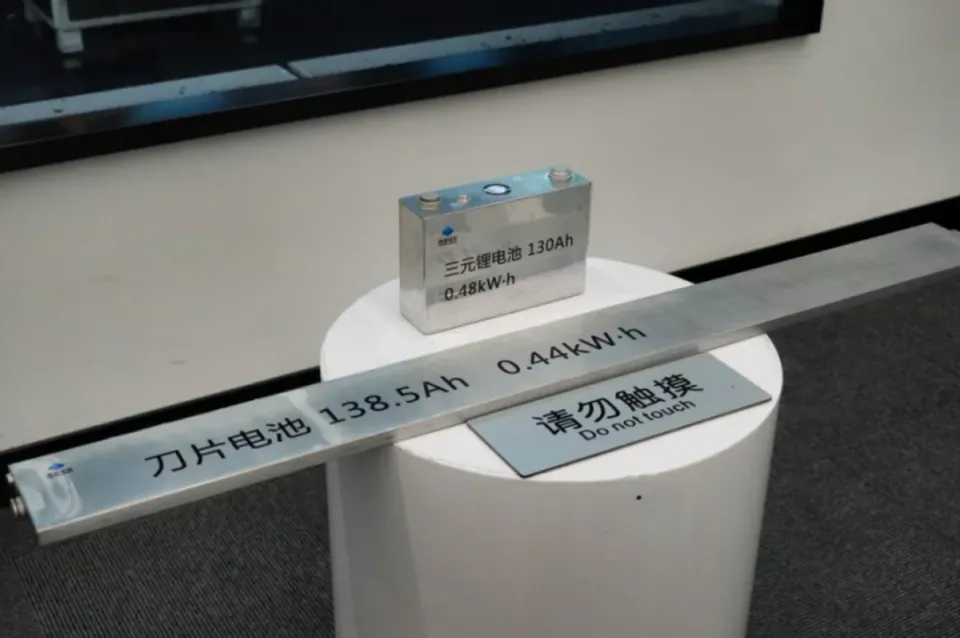 三元锂电池 130Ah
0.48kW·h
刀片电池 138.5Ah 0.44kW·h
请勿触摸
Do not touch